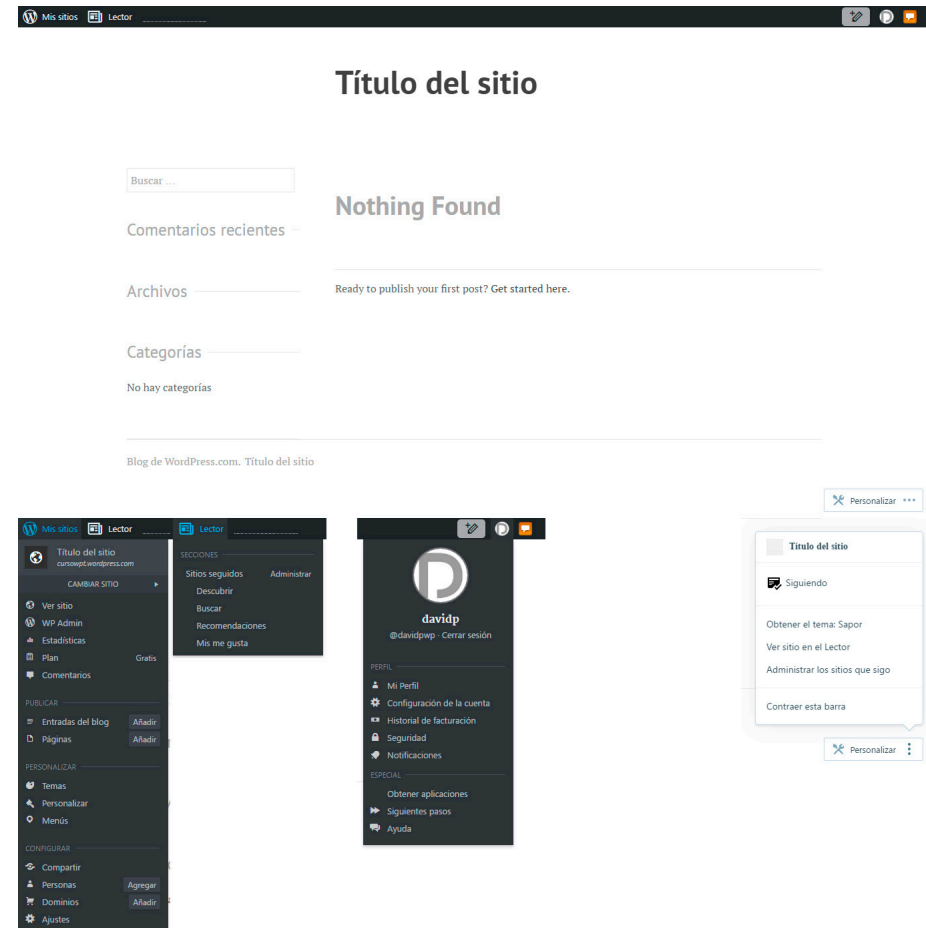 Mis sitios Lector
Título del sitio
Buscar …
Nothing Found
Comentarios recientes
Archivos
Ready to publish your first post? Get started here.
Categorías
No hay categorías
Blog de WordPress.com. Título del sitio
Personalizar
Mis sitios Lector
Título del sitio
cursowpt.wordpress.com
CAMBIAR SITIO
Ver sitio
WP Admin
Estadísticas
Plan Gratis
Comentarios
PUBLICAR
Entradas del blog Añadir
Páginas Añadir
PERSONALIZAR
Temas
Personalizar
Menús
CONFIGURAR
Compartir
Personas Agregar
Dominios Añadir
Ajustes
Lector
SECCIONES
Sitios seguidos Administrar
Descubrir
Buscar
Recomendaciones
Mis me gusta
davidp
@davidpwp · Cerrar sesión
PERFIL
Mi Perfil
Configuración de la cuenta
Historial de facturación
Seguridad
Notificaciones
ESPECIAL
Obtener aplicaciones
Siguientes pasos
Ayuda
Título del sitio
Siguiendo
Obtener el tema: Sapor
Ver sitio en el Lector
Administrar los sitios que sigo
Contraer esta barra
Personalizar